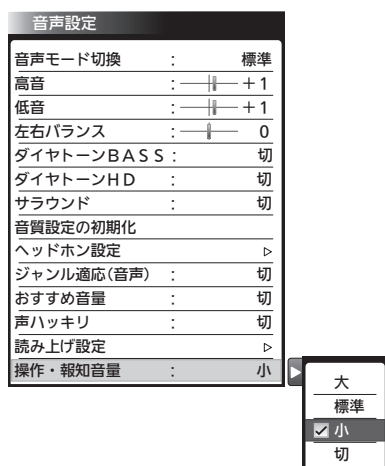 音声設定
音声モード切換 : 標準
高音 : +1
低音 : +1
左右バランス : 0
ダイヤトーンBASS : 切
ダイヤトーンHD : 切
サラウンド : 切
音質設定の初期化
ヘッドホン設定
ジャンル適応(音声) : 切
おすすめ音量 : 切
声ハッキリ : 切
読み上げ設定
操作・報知音量 : 小
大
標準
小
切